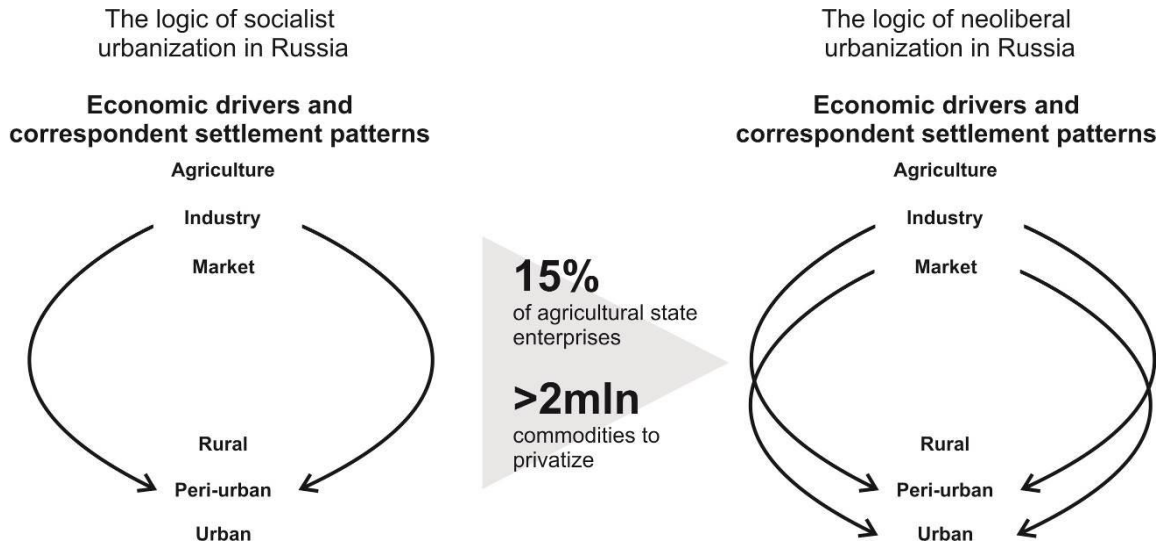 The logic of socialist
urbanization in Russia
Economic drivers and
correspondent settlement patterns
Agriculture
Industry
Market
Rural
Peri-urban
Urban
15%
of agricultural state
enterprises
>2mln
commodities to
privatize
The logic of neoliberal
urbanization in Russia
Economic drivers and
correspondent settlement patterns
Agriculture
Industry
Market
Rural
Peri-urban
Urban